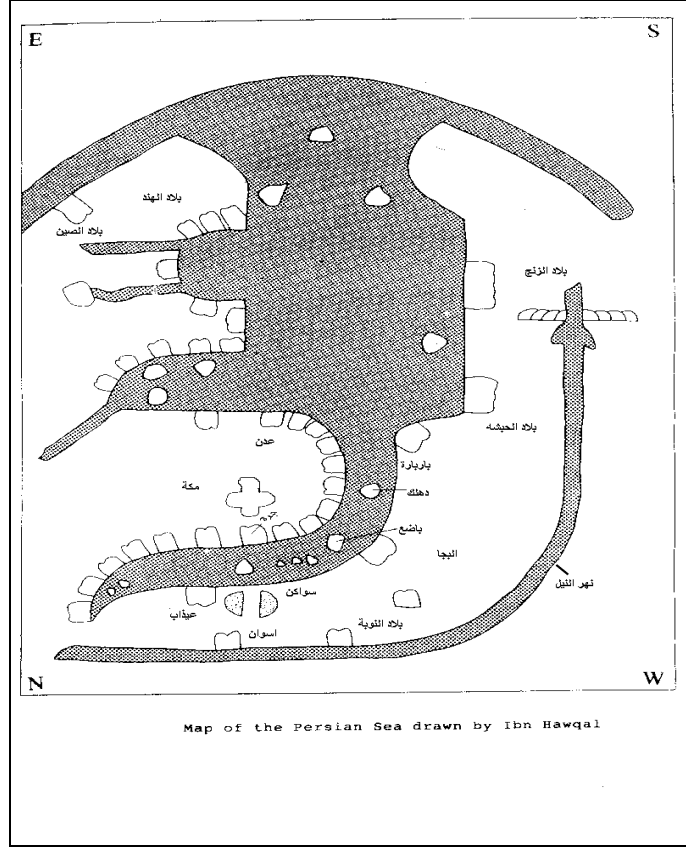 E
S
بلاد الهند
بلاد الصين
بلاد الزنج
بلاد الحبشه
عدن
باربارة
مكة
دهلك
باضع
البجا
نهر النيل
سواكن
عيذاب
بلاد النوبة
اسوان
N
W
Map of the Persian Sea drawn by Ibn Hawqal